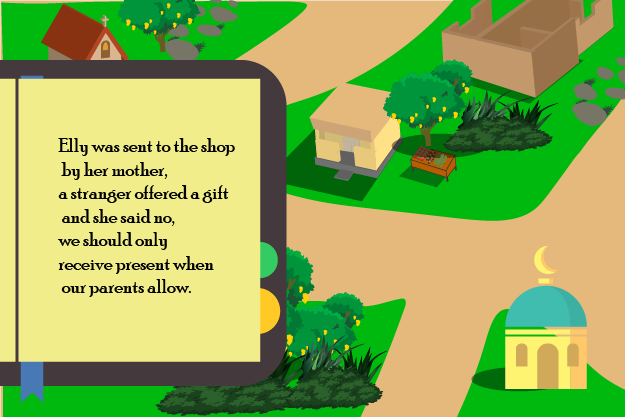 Elly was sent to the shop
by her mother,
a stranger offered a gift
and she said no,
we should only
receive present when
our parents allow.